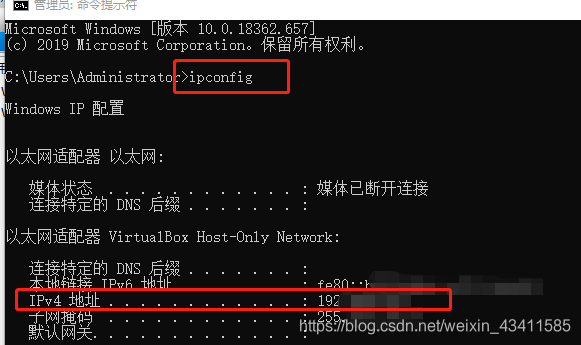 管理员: 命令提示符
Microsoft Windows [版本 10.0.18362.657]
(c) 2019 Microsoft Corporation。保留所有权利。
C:\Users\Administrator>ipconfig
Windows IP 配置
以太网适配器 以太网:
媒体状态 . . . . . . . . . . . . : 媒体已断开连接
连接特定的 DNS 后缀 . . . . . . . :
以太网适配器 VirtualBox Host-Only Network:
连接特定的 DNS 后缀 . . . . . . . :
本地链接 IPv6 地址 . . . . . . . . : fe80::b
IPv4 地址 . . . . . . . . . . . . : 192
子网掩码 . . . . . . . . . . . . : 255
默认网关. . . . . . . . . . . . . :
https://blog.csdn.net/weixin_43411585